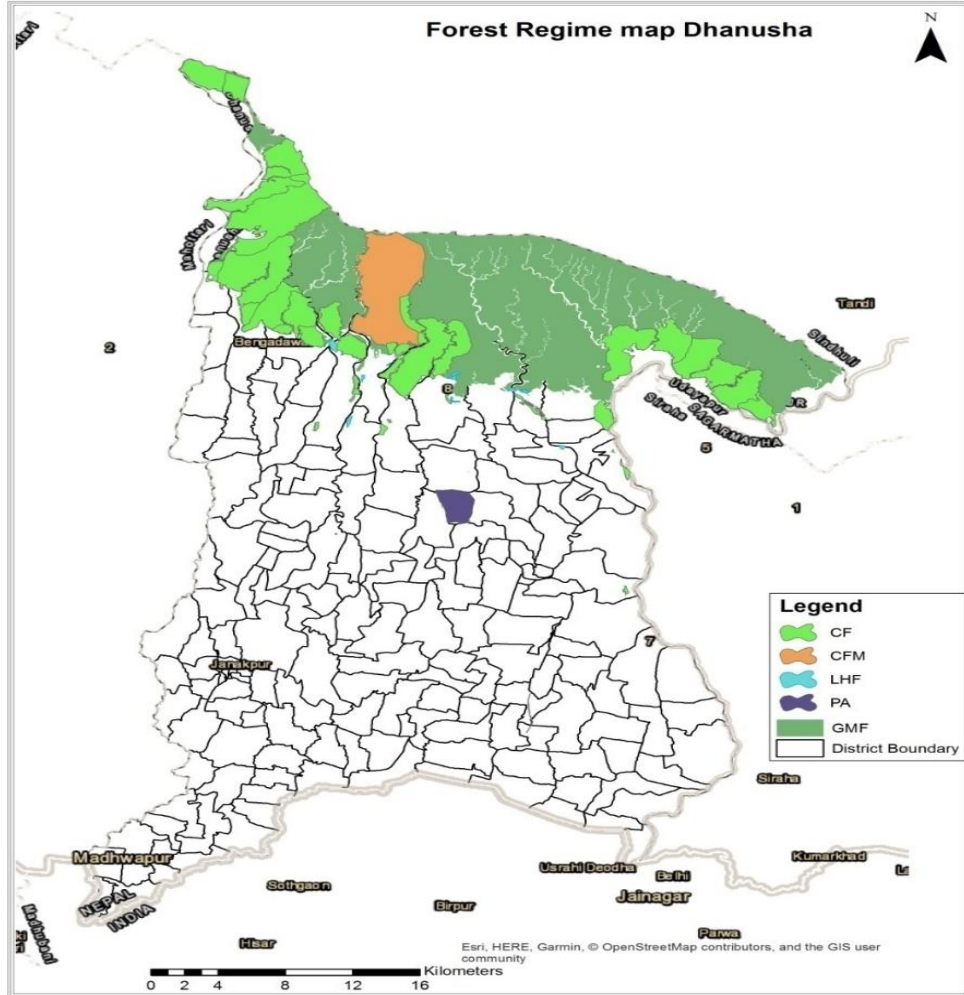 Forest Regime map Dhanusha
N
Tandi
Sindhuli
Mahottari
2
Bengadawa
8
Udayapur
Siraha
SAGARMATHA
5
1
7
Janakpur
Legend
CF
CFM
LHF
PA
GMF
District Boundary
Siraha
Madhwapur
Usrahi Deodha
Kumarkhad
Belhi
Sothgaon
Jainagar
NEPAL
INDIA
Birpur
Madhubani
Parwa
Hisar
Esri, HERE, Garmin, © OpenStreetMap contributors, and the GIS user
community
Kilometers
0 2 4 8 12 16